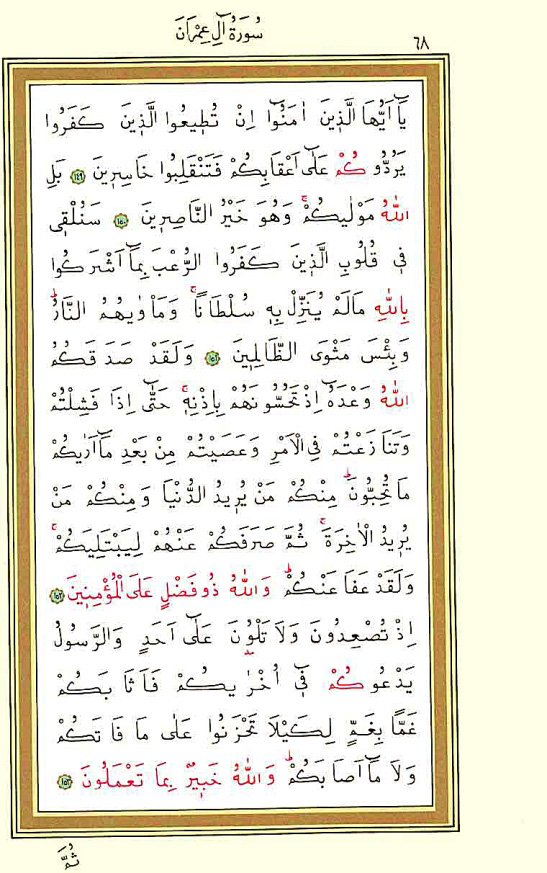 سُورَةُ آلِ عِمْرَانَ
٦٨
يَٓا اَيُّهَا الَّذٖينَ اٰمَنُٓوا اِنْ تُطٖيعُوا الَّذٖينَ كَفَرُوا
يَرُدُّوكُمْ عَلٰٓى اَعْقَابِكُمْ فَتَنْقَلِبُوا خَاسِرٖينَ ﴿١٤٩﴾ بَلِ
اللّٰهُ مَوْلٰيكُمْۚ وَهُوَ خَيْرُ النَّاصِرٖينَ ﴿١٥٠﴾ سَنُلْقٖى
فٖى قُلُوبِ الَّذٖينَ كَفَرُوا الرُّعْبَ بِمَٓا اَشْرَكُوا
بِاللّٰهِ مَالَمْ يُنَزِّلْ بِهٖ سُلْطَانًاۚ وَمَاْوٰيهُمُ النَّارُؕ
وَبِئْسَ مَثْوَى الظَّالِمٖينَ ﴿١٥١﴾ وَلَقَدْ صَدَقَكُمُ
اللّٰهُ وَعْدَهُٓ اِذْ تَحُسُّونَهُمْ بِاِذْنِهٖۚ حَتّٰٓى اِذَا فَشِلْتُمْ
وَتَنَازَعْتُمْ فِى الْاَمْرِ وَعَصَيْتُمْ مِنْ بَعْدِ مَٓا اَرٰيكُمْ
مَا تُحِبُّونَؕ مِنْكُمْ مَنْ يُرٖيدُ الدُّنْيَا وَمِنْكُمْ مَنْ
يُرٖيدُ الْاٰخِرَةَۚ ثُمَّ صَرَفَكُمْ عَنْهُمْ لِيَبْتَلِيَكُمْۚ
وَلَقَدْ عَفَا عَنْكُمْؕ وَاللّٰهُ ذُو فَضْلٍ عَلَى الْمُؤْمِنٖينَ ﴿١٥٢﴾
اِذْ تُصْعِدُونَ وَلَا تَلْوُ۫نَ عَلٰٓى اَحَدٍ وَالرَّسُولُ
يَدْعُوكُمْ فٖٓى اُخْرٰيكُمْ فَاَثَابَكُمْ
غَمًّا بِغَمٍّ لِكَيْلَا تَحْزَنُوا عَلٰى مَا فَاتَكُمْ
وَلَا مَٓا اَصَابَكُمْؕ وَاللّٰهُ خَبٖيرٌ بِمَا تَعْمَلُونَ ﴿١٥٣﴾
ثُمَّ